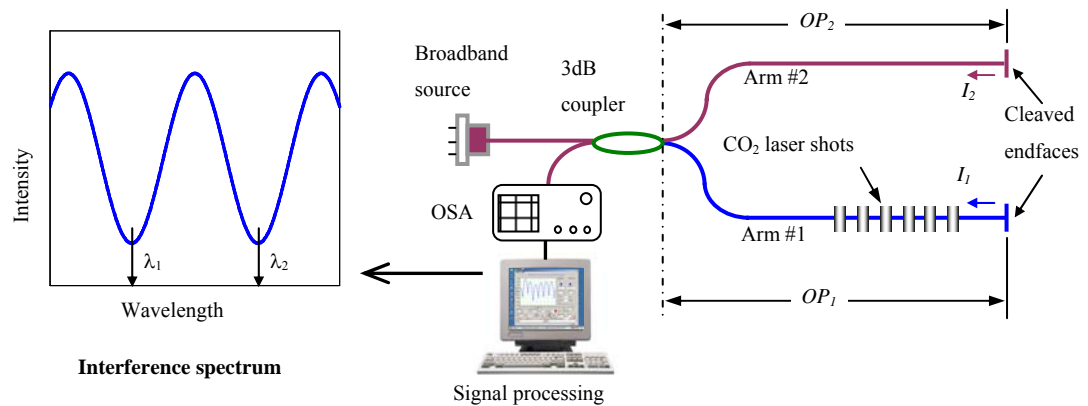 Intensity
λ1
λ2
Wavelength
Interference spectrum
Broadband
source
3dB
coupler
OSA
Signal processing
OP2
Arm #2
I2
Cleaved
endfaces
CO2 laser shots
I1
Arm #1
OP1